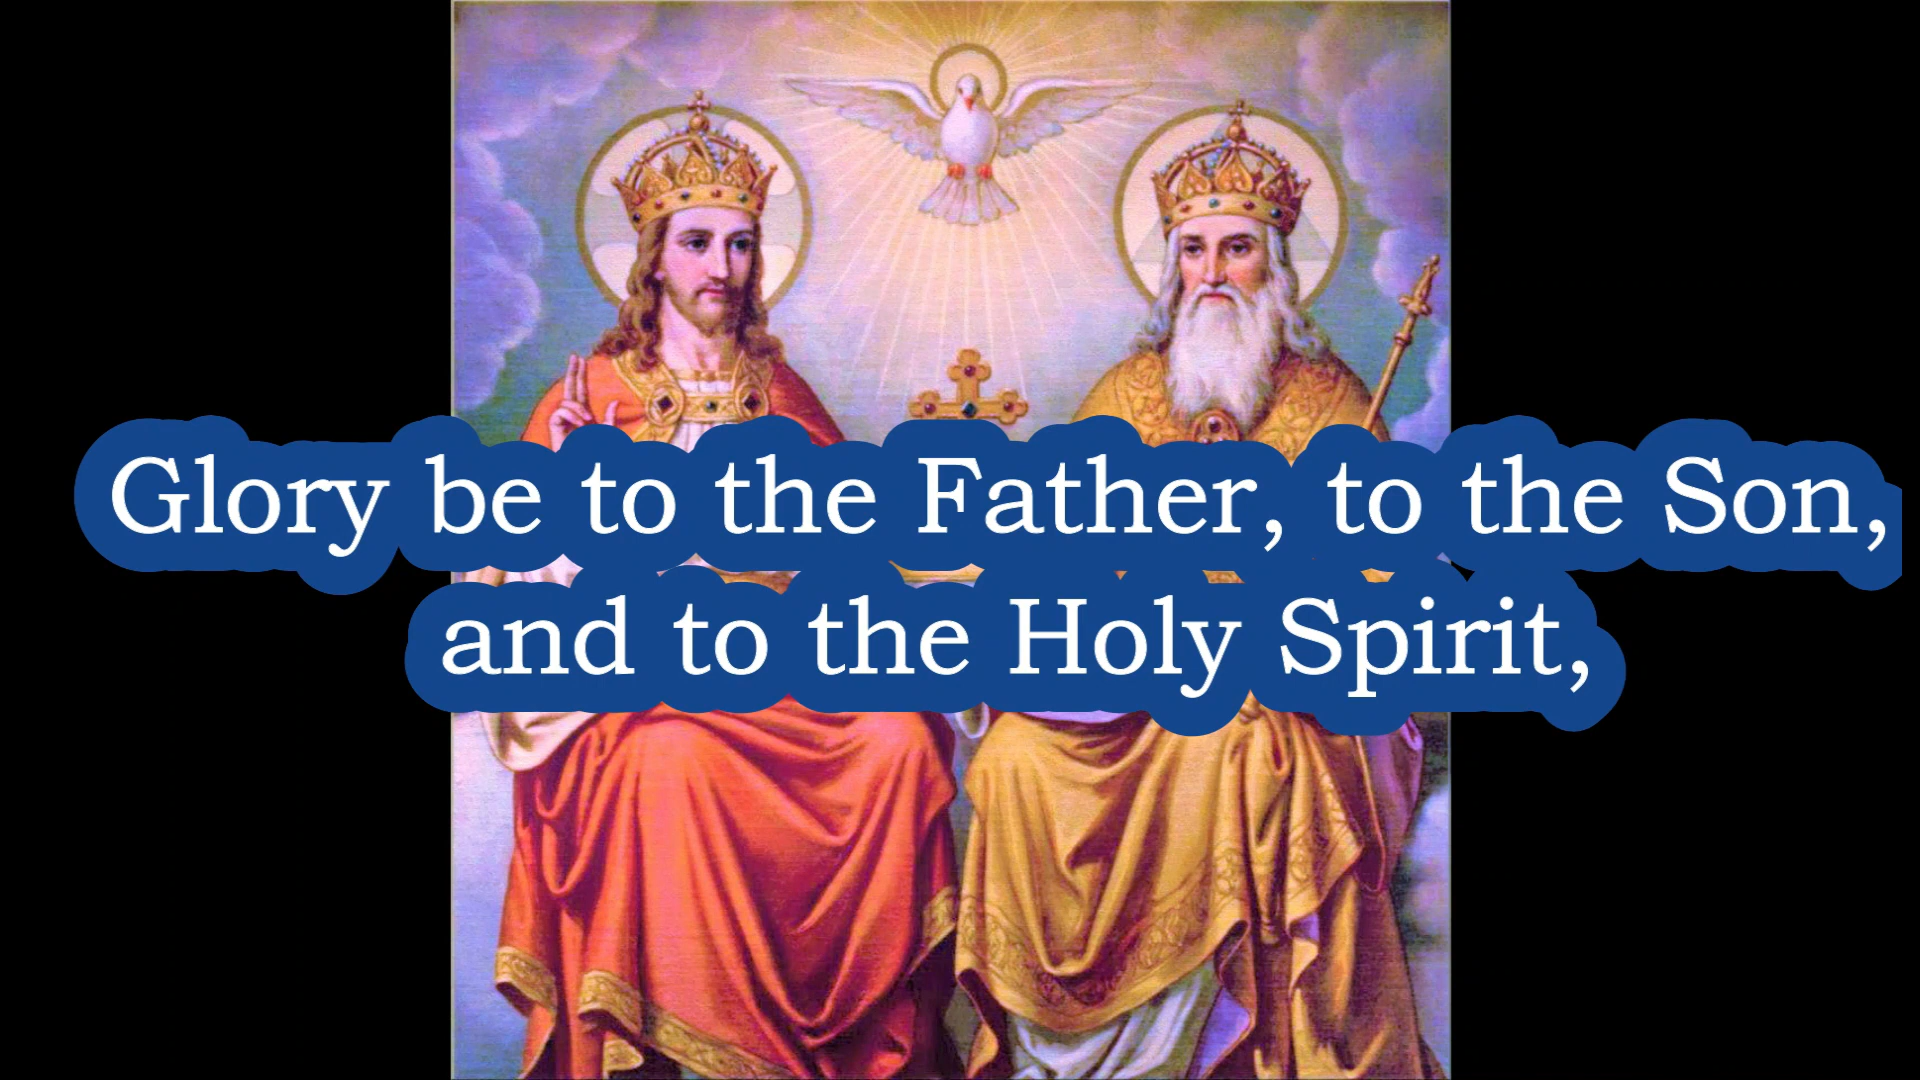 Glory be to the Father, to the Son,
and to the Holy Spirit,